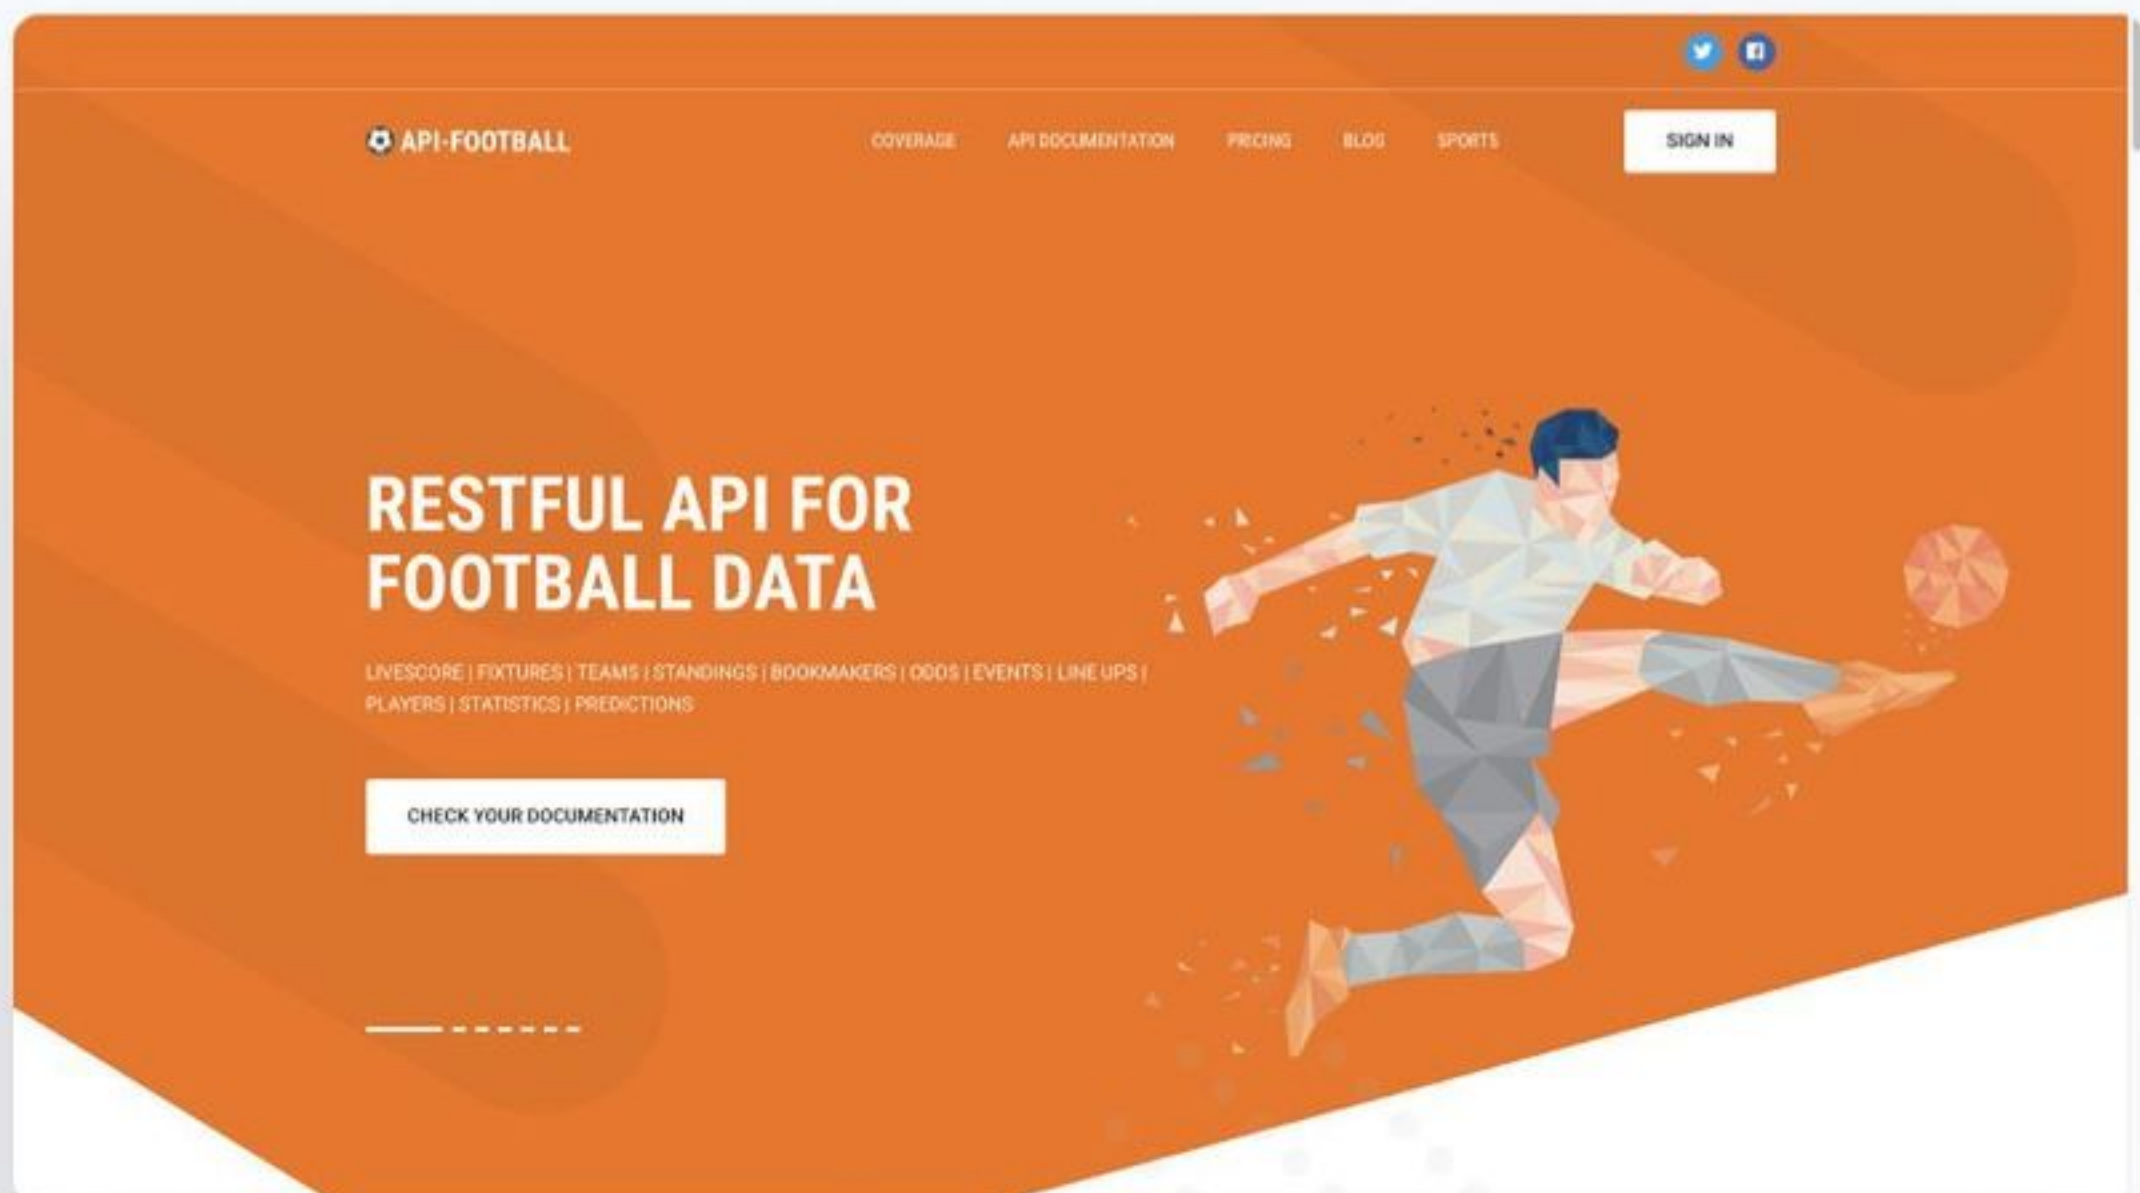 API-FOOTBALL
COVERAGE
API DOCUMENTATION
PRICING
BLOG
SPORTS
SIGN IN
RESTFUL API FOR
FOOTBALL DATA
LIVESCORE | FIXTURES | TEAMS | STANDINGS | BOOKMAKERS | ODDS | EVENTS | LINE UPS |
PLAYERS | STATISTICS | PREDICTIONS
CHECK YOUR DOCUMENTATION